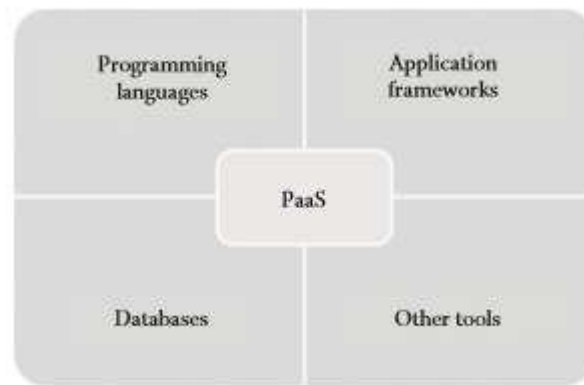 Programming
languages
Application
frameworks
PaaS
Databases
Other tools